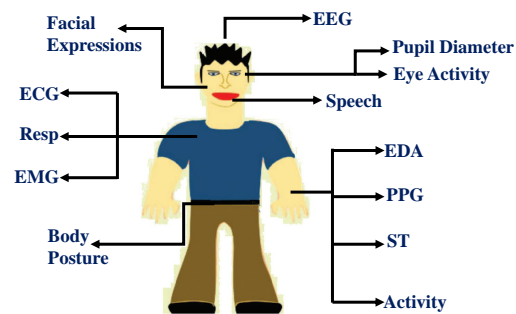 EEG
Facial
Expressions
Pupil Diameter
Eye Activity
ECG
Speech
Resp
EDA
EMG
PPG
Body
Posture
ST
Activity